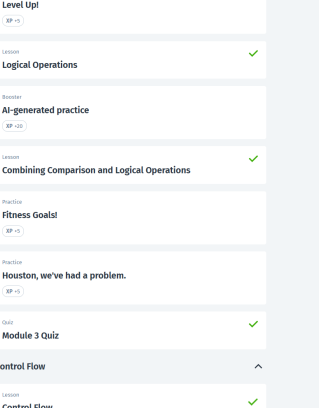 Level Up!
XP +5
Lesson
Logical Operations
Booster
AI-generated practice
XP +20
Lesson
Combining Comparison and Logical Operations
Practice
Fitness Goals!
XP +5
Practice
Houston, we've had a problem.
XP +5
Quiz
Module 3 Quiz
ontrol Flow
Lesson
Control Flow